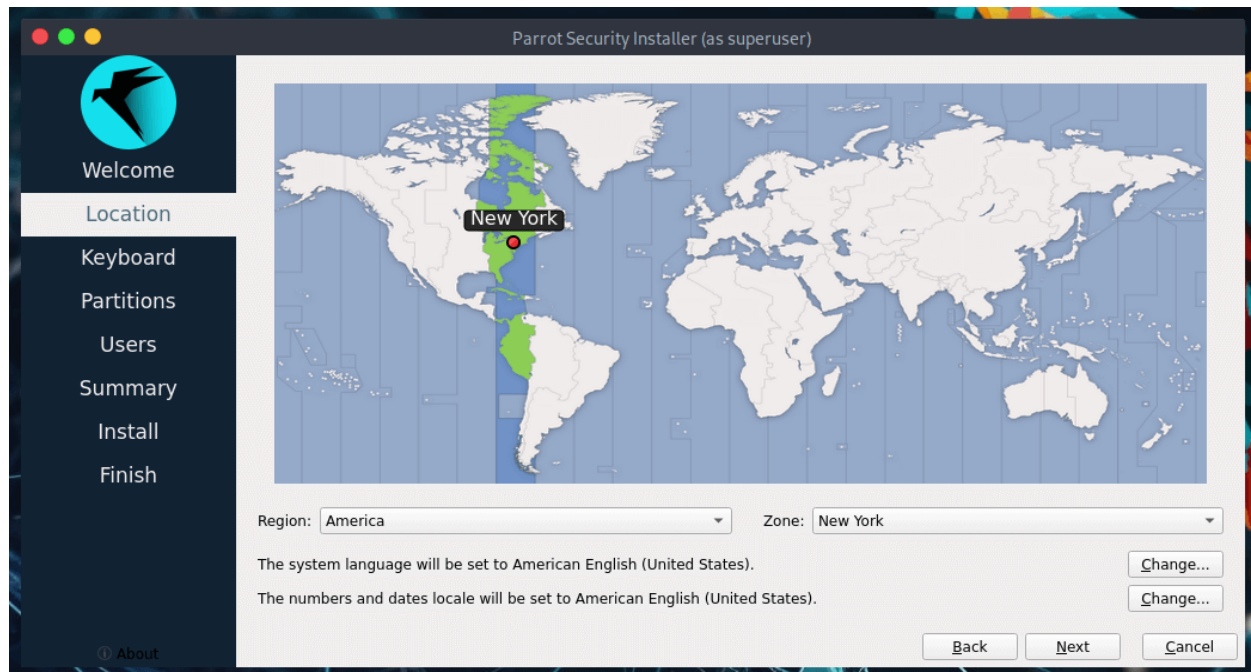 Parrot Security Installer (as superuser)
Welcome
Location
Keyboard
Partitions
Users
Summary
Install
Finish
About
New York
Region: America Zone: New York
The system language will be set to American English (United States). Change...
The numbers and dates locale will be set to American English (United States). Change...
Back Next Cancel